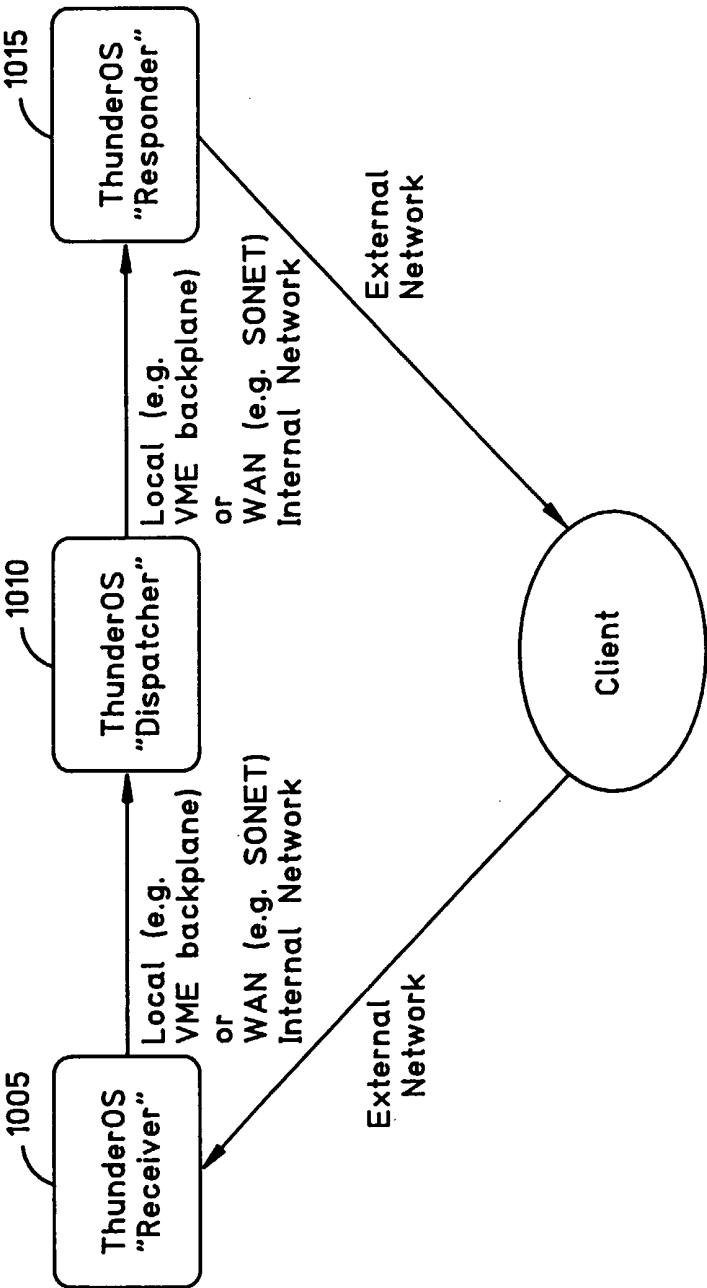 1005
ThunderOS
"Receiver"
Local (e.g.
VME backplane)
or
WAN (e.g. SONET)
Internal Network
1010
ThunderOS
"Dispatcher"
Local (e.g.
VME backplane)
or
WAN (e.g. SONET)
Internal Network
1015
ThunderOS
"Responder"
External
Network
Client
External
Network